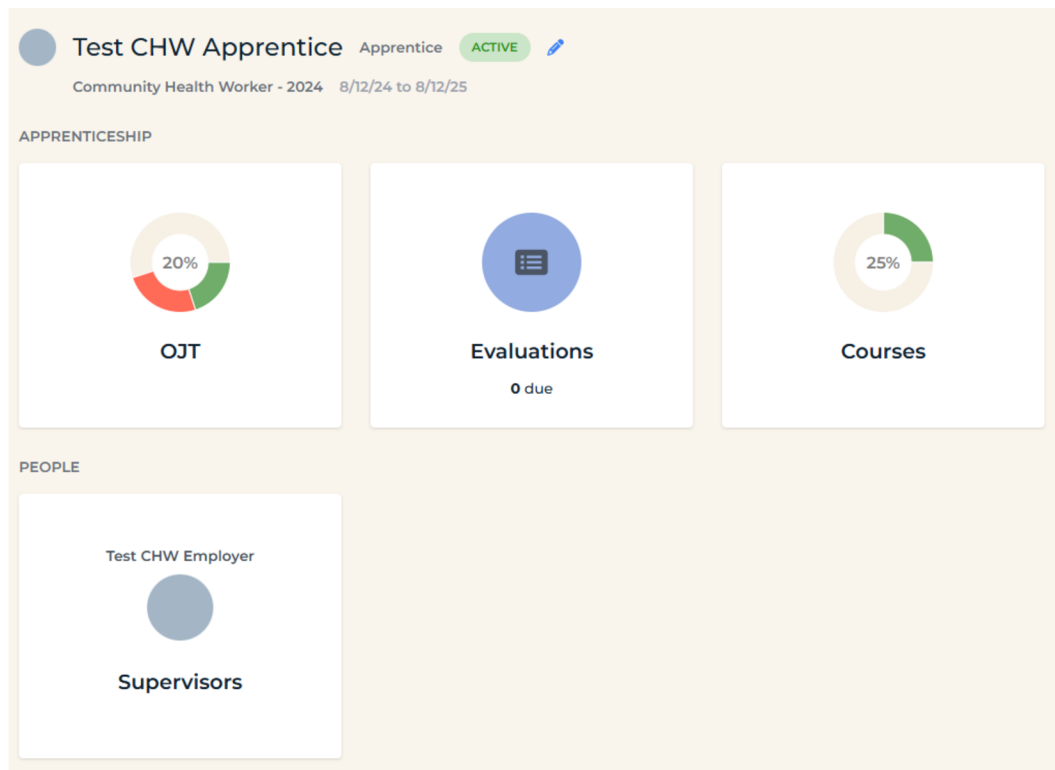 Test CHW Apprentice Apprentice ACTIVE
Community Health Worker - 2024 8/12/24 to 8/12/25
APPRENTICESHIP
20%
OJT
Evaluations
0 due
25%
Courses
PEOPLE
Test CHW Employer
Supervisors